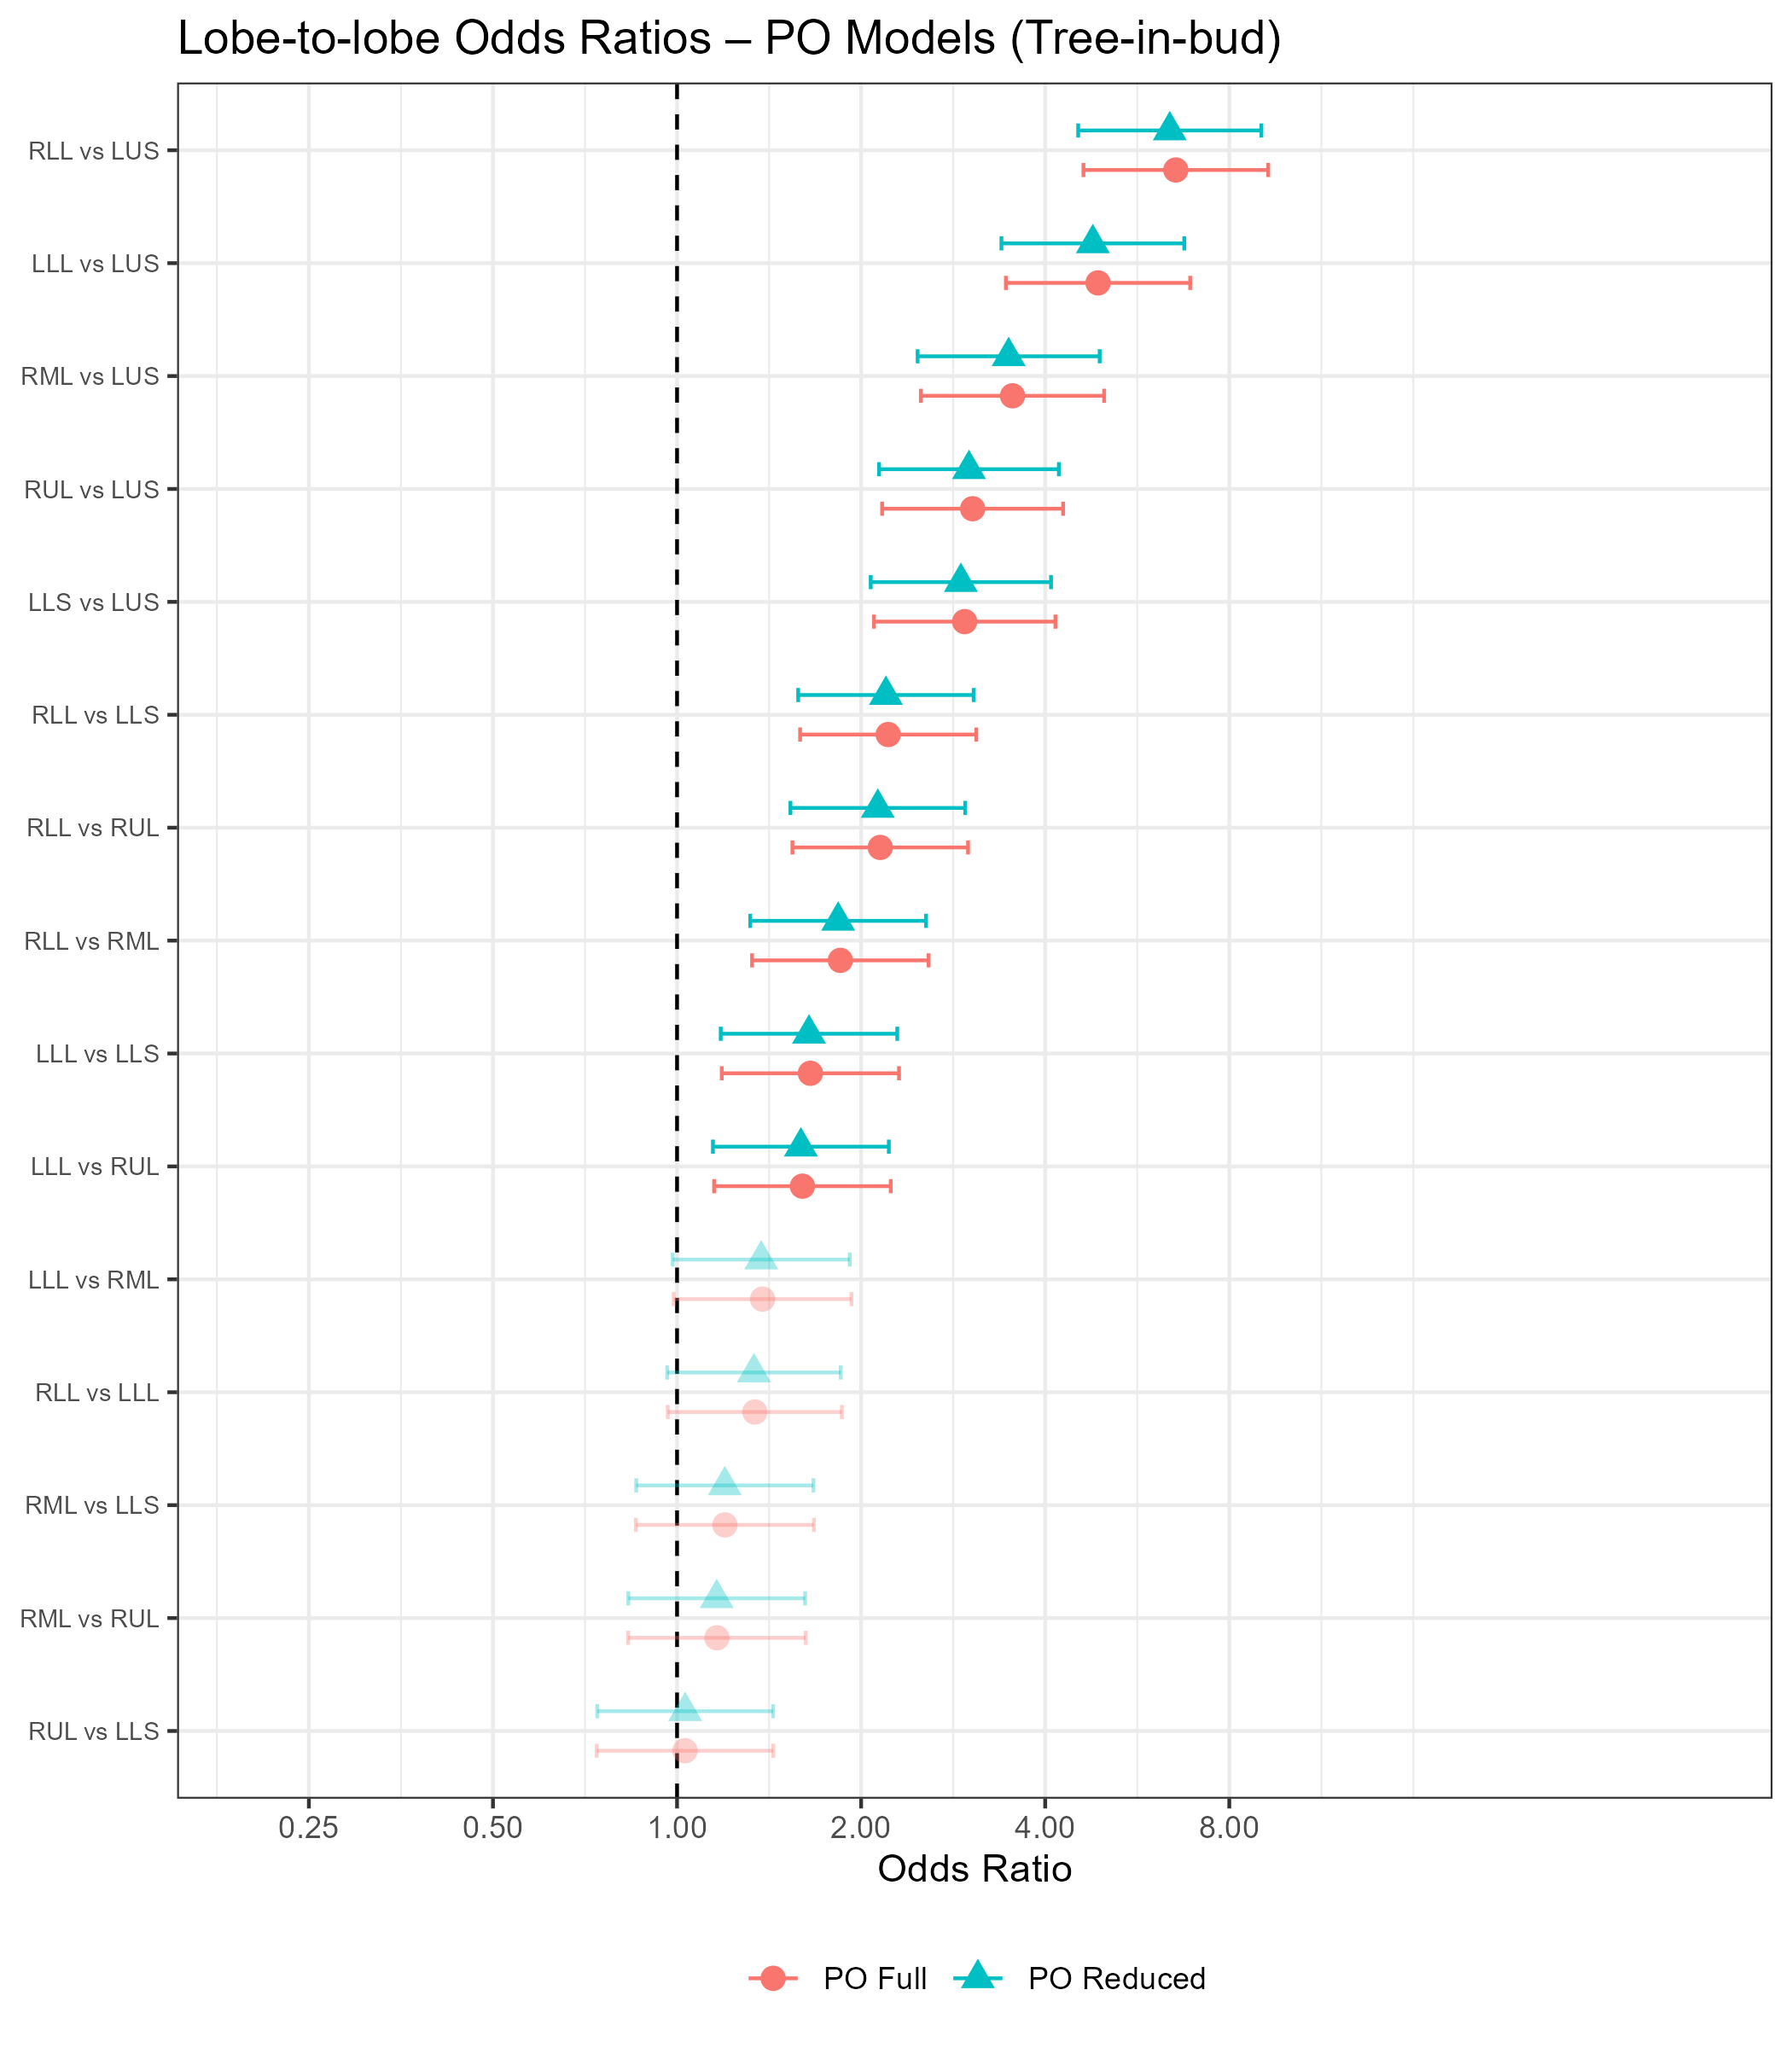 Lobe-to-lobe Odds Ratios – PO Models (Tree-in-bud)
RLL vs LUS
LLL vs LUS
RML vs LUS
RUL vs LUS
LLS vs LUS
RLL vs LLS
RLL vs RUL
RLL vs RML
LLL vs LLS
LLL vs RUL
LLL vs RML
RLL vs LLL
RML vs LLS
RML vs RUL
RUL vs LLS
0.25 0.50 1.00 2.00 4.00 8.00
Odds Ratio
PO Full PO Reduced